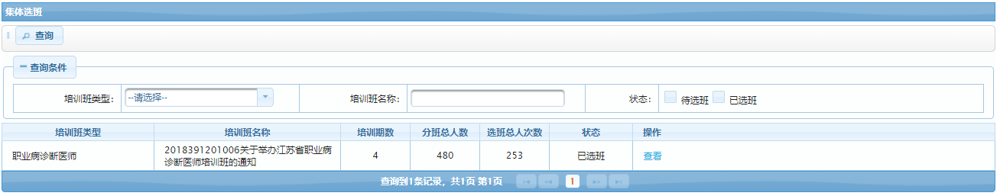 集体选班
查询
查询条件
培训班类型： --请选择-- 培训班名称： 状态： 待选班 已选班
培训班类型 培训班名称 培训期数 分班总人数 选班总人次数 状态 操作
职业病诊断医师 2018391201006关于举办江苏省职业病 4 480 253 已选班 查看
诊断医师培训班的通知
查询到1条记录，共1页 第1页 1